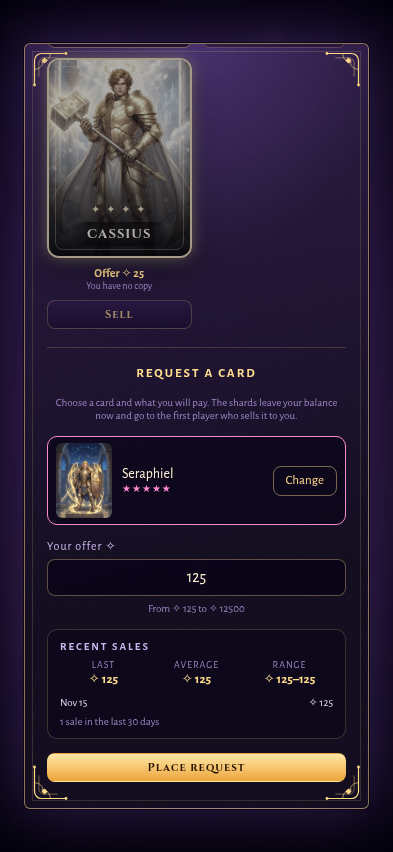 CASSIUS
Offer ✧ 25
You have no copy
SELL
REQUEST A CARD
Choose a card and what you will pay. The shards leave your balance
now and go to the first player who sells it to you.
Seraphiel
★★★★★
Change
Your offer ✧
125
From ✧ 125 to ✧ 12500
RECENT SALES
LAST AVERAGE RANGE
✧ 125 ✧ 125 ✧ 125–125
Nov 15 ✧ 125
1 sale in the last 30 days
PLACE REQUEST